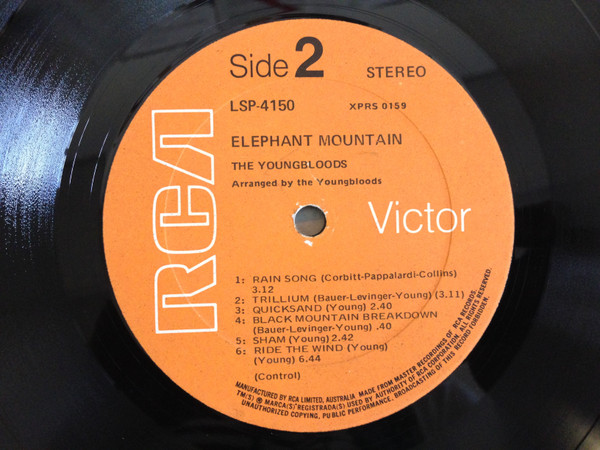 Side 2
STEREO
LSP-4150
XPRS 0159
ELEPHANT MOUNTAIN
THE YOUNGBLOODS
Arranged by the Youngbloods
RCA
Victor
1: RAIN SONG (Corbitt-Pappalardi-Collins)
3.12
2: TRILLIUM (Bauer-Levinger-Young) (3.11)
3: QUICKSAND (Young) 2.40
4: BLACK MOUNTAIN BREAKDOWN
(Bauer-Levinger-Young) .40
5: SHAM (Young) 2.42
6: RIDE THE WIND (Young)
(Young) 6.44
(Control)
MANUFACTURED BY RCA LIMITED, AUSTRALIA MADE FROM MASTER RECORDINGS OF RCA RECORDS.
TM(S) ® MARCA(S) REGISTRADA(S) USED BY AUTHORITY OF RCA CORPORATION. ALL RIGHTS RESERVED.
UNAUTHORIZED COPYING, PUBLIC PERFORMANCE, BROADCASTING OF THIS RECORD FORBIDDEN.